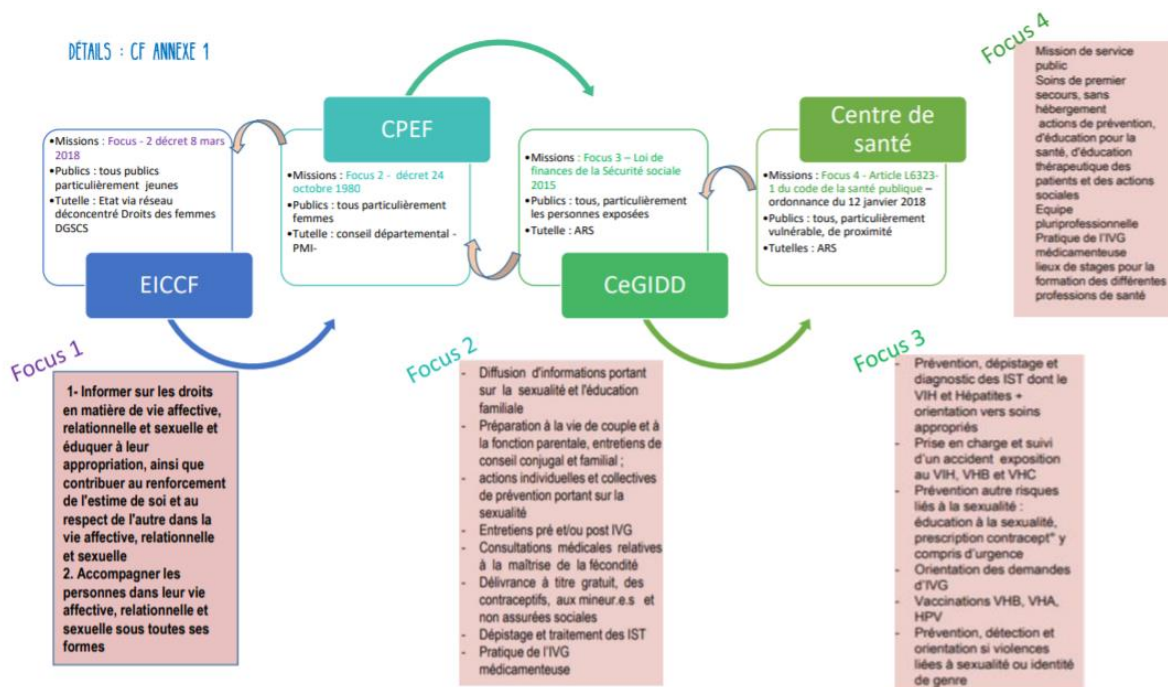 DÉTAILS : CF ANNEXE 1
•Missions : Focus - 2 décret 8 mars
2018
•Publics : tous publics
particulièrement jeunes
•Tutelle : Etat via réseau
déconcentré Droits des femmes
DGSCS
EICCF
CPEF
•Missions : Focus 2 - décret 24
octobre 1980
•Publics : tous particulièrement
femmes
•Tutelle : conseil départemental -
PMI-
•Missions : Focus 3 – Loi de
finances de la Sécurité sociale
2015
•Publics : tous, particulièrement
les personnes exposées
•Tutelle : ARS
CeGIDD
Centre de
santé
•Missions : Focus 4 - Article L6323-
1 du code de la santé publique –
ordonnance du 12 janvier 2018
•Publics : tous, particulièrement
vulnérable, de proximité
•Tutelles : ARS
Focus 4
Mission de service
public
Soins de premier
secours, sans
hébergement
actions de prévention,
d'éducation pour la
santé, d'éducation
thérapeutique des
patients et des actions
sociales
Equipe
pluriprofessionnelle
Pratique de l'IVG
médicamenteuse
lieux de stages pour la
formation des différentes
professions de santé
Focus 1
1- Informer sur les droits
en matière de vie affective,
relationnelle et sexuelle et
éduquer à leur
appropriation, ainsi que
contribuer au renforcement
de l'estime de soi et au
respect de l'autre dans la
vie affective, relationnelle
et sexuelle
2. Accompagner les
personnes dans leur vie
affective, relationnelle et
sexuelle sous toutes ses
formes
Focus 2
- Diffusion d'informations portant
sur la sexualité et l'éducation
familiale
- Préparation à la vie de couple et à
la fonction parentale, entretiens de
conseil conjugal et familial ;
- actions individuelles et collectives
de prévention portant sur la
sexualité
- Entretiens pré et/ou post IVG
- Consultations médicales relatives
à la maîtrise de la fécondité
- Délivrance à titre gratuit, des
contraceptifs, aux mineur.e.s et
non assurées sociales
- Dépistage et traitement des IST
- Pratique de l'IVG
médicamenteuse
Focus 3
- Prévention, dépistage et
diagnostic des IST dont le
VIH et Hépatites +
orientation vers soins
appropriés
- Prise en charge et suivi
d'un accident exposition
au VIH, VHB et VHC
- Prévention autre risques
liés à la sexualité :
éducation à la sexualité,
prescription contracept° y
compris d'urgence
- Orientation des demandes
d'IVG
- Vaccinations VHB, VHA,
HPV
- Prévention, détection et
orientation si violences
liées à sexualité ou identité
de genre